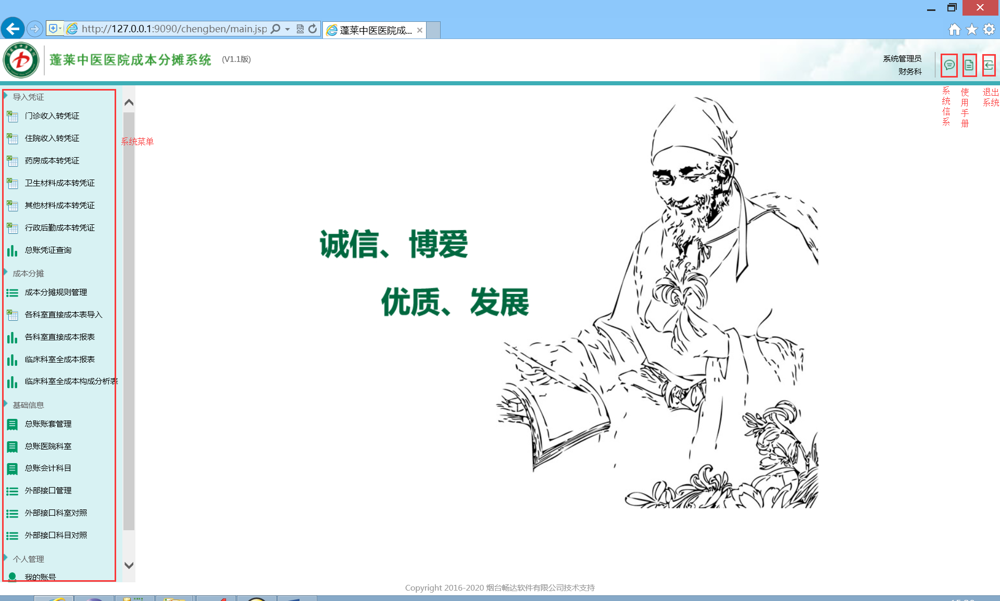 http://127.0.0.1:9090/chengben/main.jsp
蓬莱中医医院成...
蓬莱中医医院成本分摊系统
(V1.1版)
系统管理员
财务科
系统信系
使用手册
退出系统
导入凭证
门诊收入转凭证
住院收入转凭证
系统菜单
药房成本转凭证
卫生材料成本转凭证
其他材料成本转凭证
行政后勤成本转凭证
总账凭证查询
成本分摊
成本分摊规则管理
各科室直接成本表导入
各科室直接成本报表
临床科室全成本报表
临床科室全成本构成分析表
基础信息
总账账套管理
总账医院科室
总账会计科目
外部接口管理
外部接口科室对照
外部接口科目对照
个人管理
我的账号
诚信、博爱
优质、发展
Copyright 2016-2020 烟台畅达软件有限公司技术支持